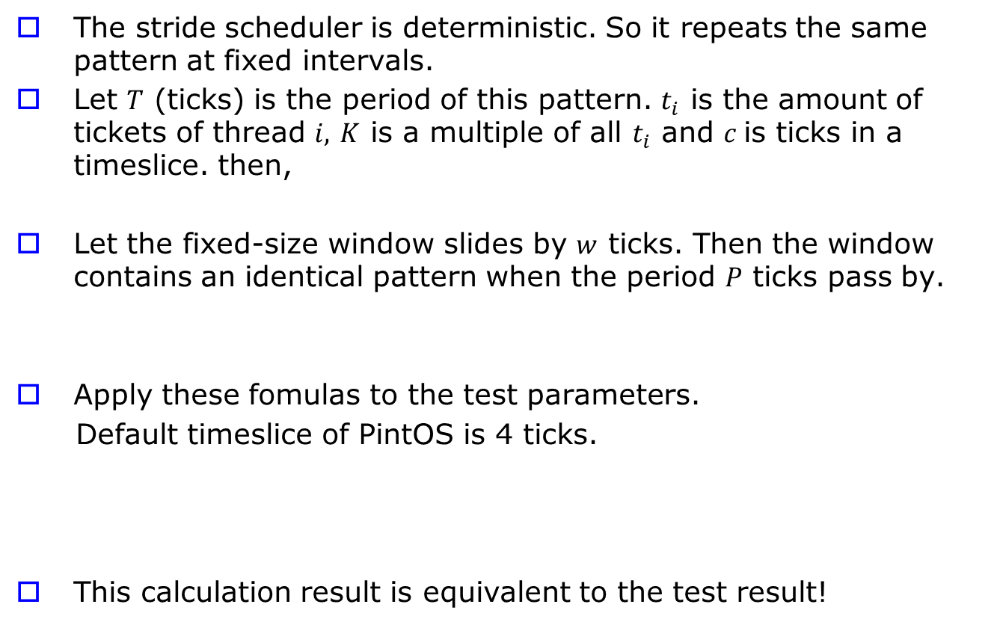 The stride scheduler is deterministic. So it repeats the same
pattern at fixed intervals.
Let T (ticks) is the period of this pattern. tᵢ is the amount of
tickets of thread i, K is a multiple of all tᵢ and c is ticks in a
timeslice. then,
Let the fixed-size window slides by w ticks. Then the window
contains an identical pattern when the period P ticks pass by.
Apply these fomulas to the test parameters.
Default timeslice of PintOS is 4 ticks.
This calculation result is equivalent to the test result!